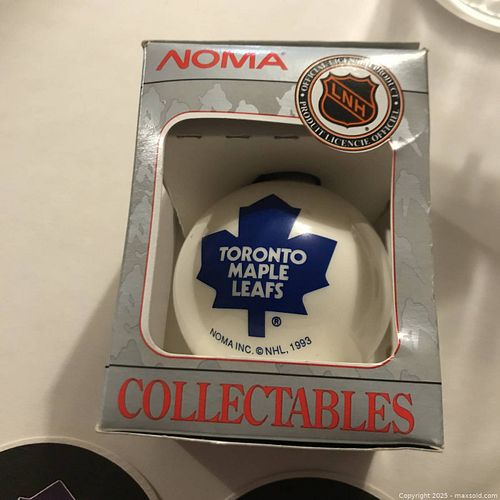 NOMA®
OFFICIAL LICENSED PRODUCT
LNH
PRODUIT LICENCIÉ OFFICIEL
TORONTO
MAPLE
LEAFS
®
NOMA INC. © NHL, 1993
COLLECTABLES
Copyright 2025 - maxsold.com